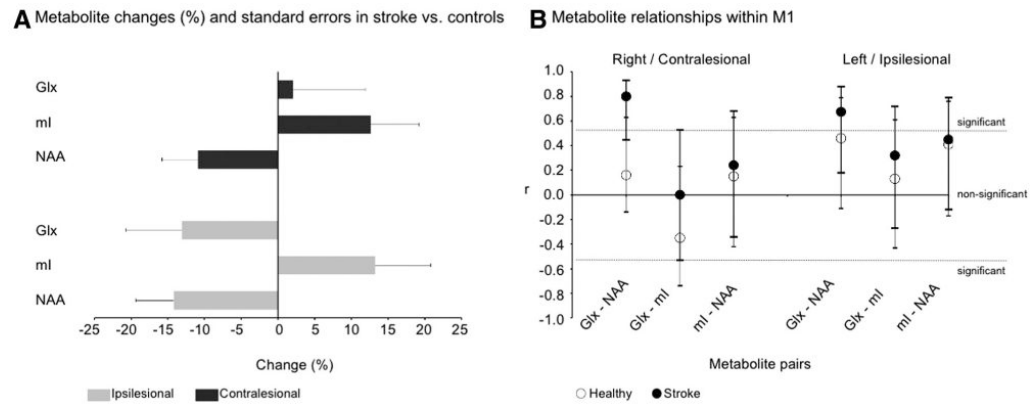 A Metabolite changes (%) and standard errors in stroke vs. controls
Glx
mI
NAA
Glx
mI
NAA
-25 -20 -15 -10 -5 0 5 10 15 20 25
Change (%)
Ipsilesional Contralesional
B Metabolite relationships within M1
Right / Contralesional Left / Ipsilesional
1.0
0.8
0.6
0.4
0.2
0.0
-0.2
-0.4
-0.6
-0.8
-1.0
r
significant
non-significant
significant
Glx - NAA
Glx - mI
mI - NAA
Glx - NAA
Glx - mI
mI - NAA
Metabolite pairs
Healthy Stroke